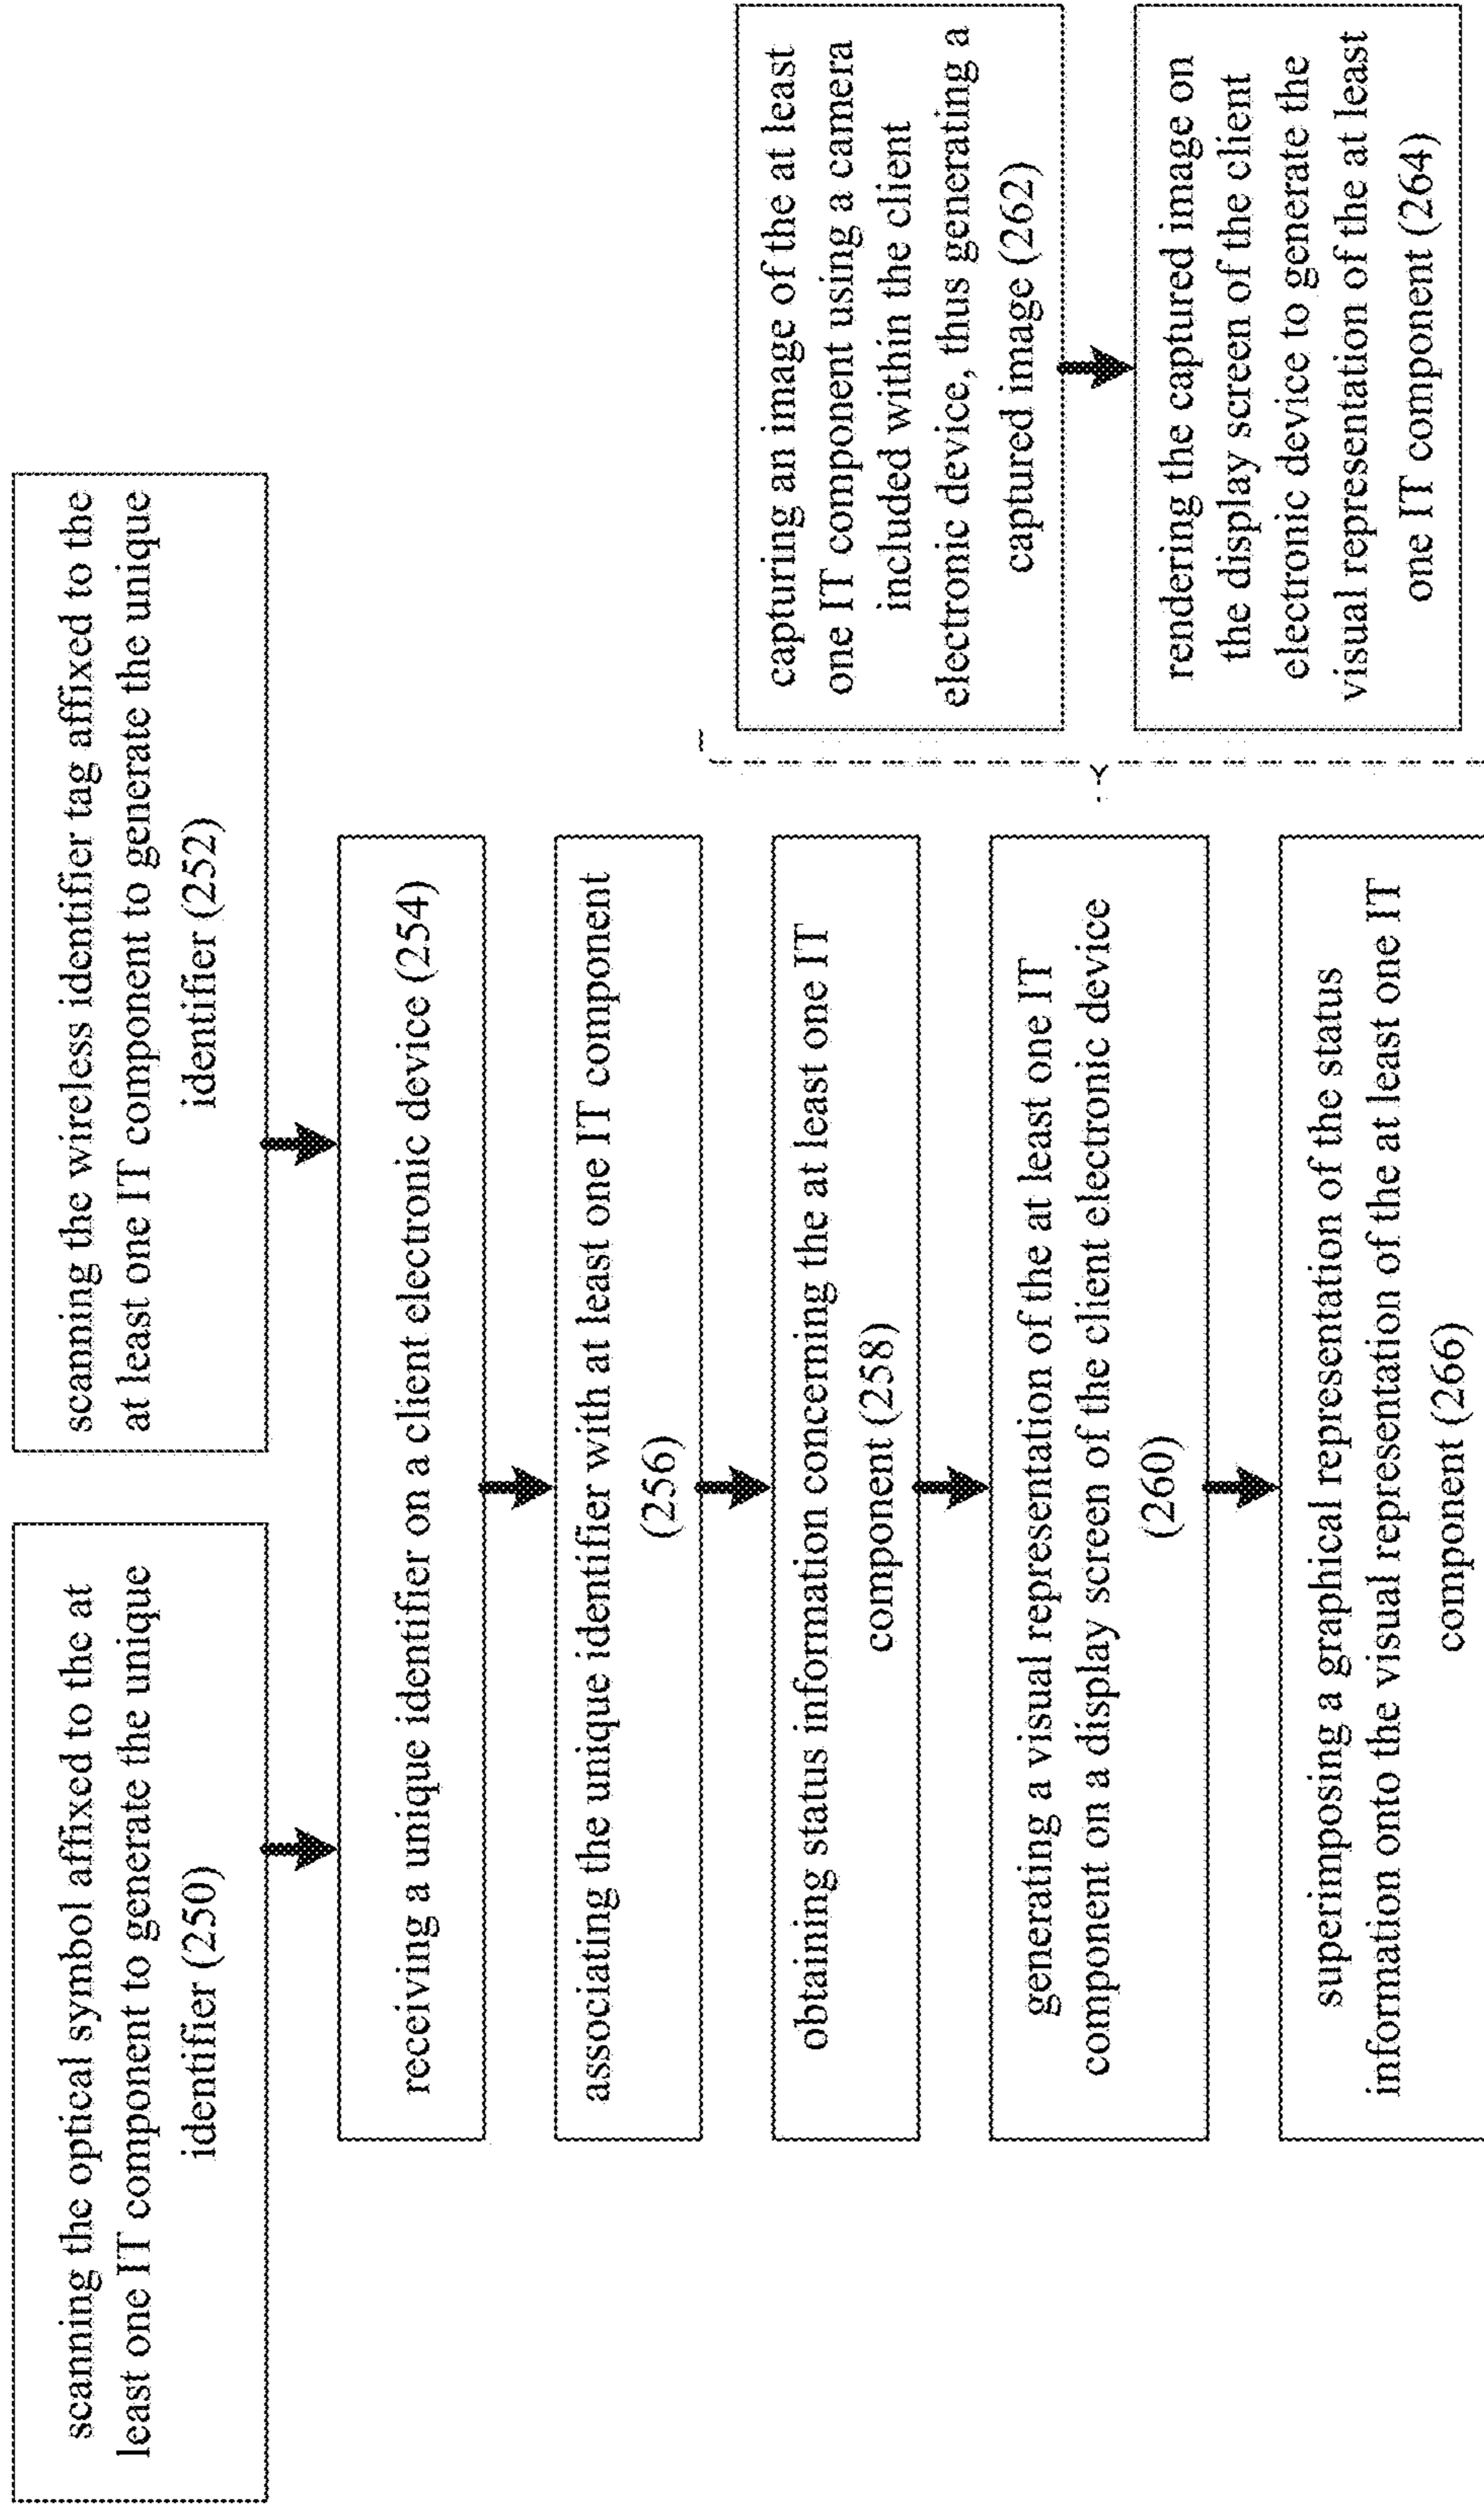 scanning the optical symbol affixed to the at
least one IT component to generate the unique
identifier (250)
scanning the wireless identifier tag affixed to the
at least one IT component to generate the unique
identifier (252)
receiving a unique identifier on a client electronic device (254)
associating the unique identifier with at least one IT component
(256)
obtaining status information concerning the at least one IT
component (258)
generating a visual representation of the at least one IT
component on a display screen of the client electronic device
(260)
capturing an image of the at least
one IT component using a camera
included within the client
electronic device, thus generating a
captured image (262)
rendering the captured image on
the display screen of the client
electronic device to generate the
visual representation of the at least
one IT component (264)
superimposing a graphical representation of the status
information onto the visual representation of the at least one IT
component (266)